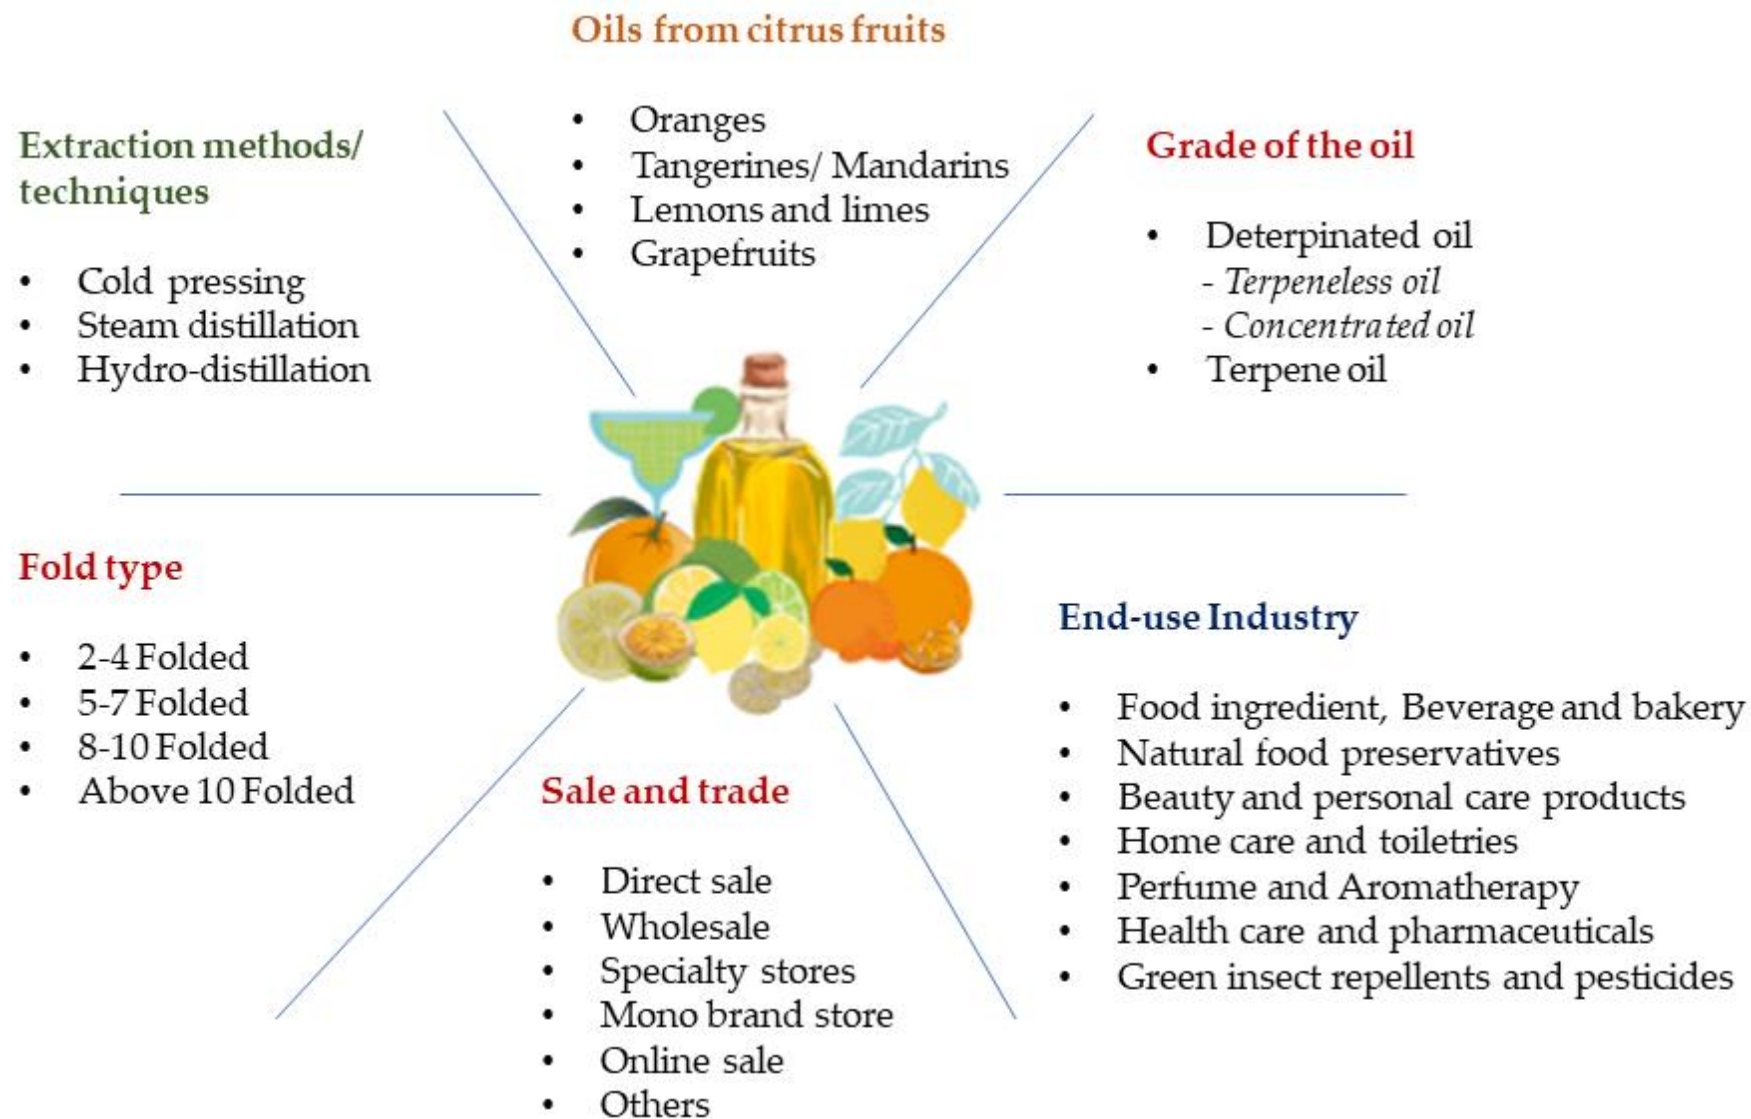 Oils from citrus fruits
• Oranges
• Tangerines/ Mandarins
• Lemons and limes
• Grapefruits
Extraction methods/
techniques
• Cold pressing
• Steam distillation
• Hydro-distillation
Grade of the oil
• Deterpinated oil
- Terpeneless oil
- Concentrated oil
• Terpene oil
Fold type
• 2-4 Folded
• 5-7 Folded
• 8-10 Folded
• Above 10 Folded
Sale and trade
• Direct sale
• Wholesale
• Specialty stores
• Mono brand store
• Online sale
• Others
End-use Industry
• Food ingredient, Beverage and bakery
• Natural food preservatives
• Beauty and personal care products
• Home care and toiletries
• Perfume and Aromatherapy
• Health care and pharmaceuticals
• Green insect repellents and pesticides